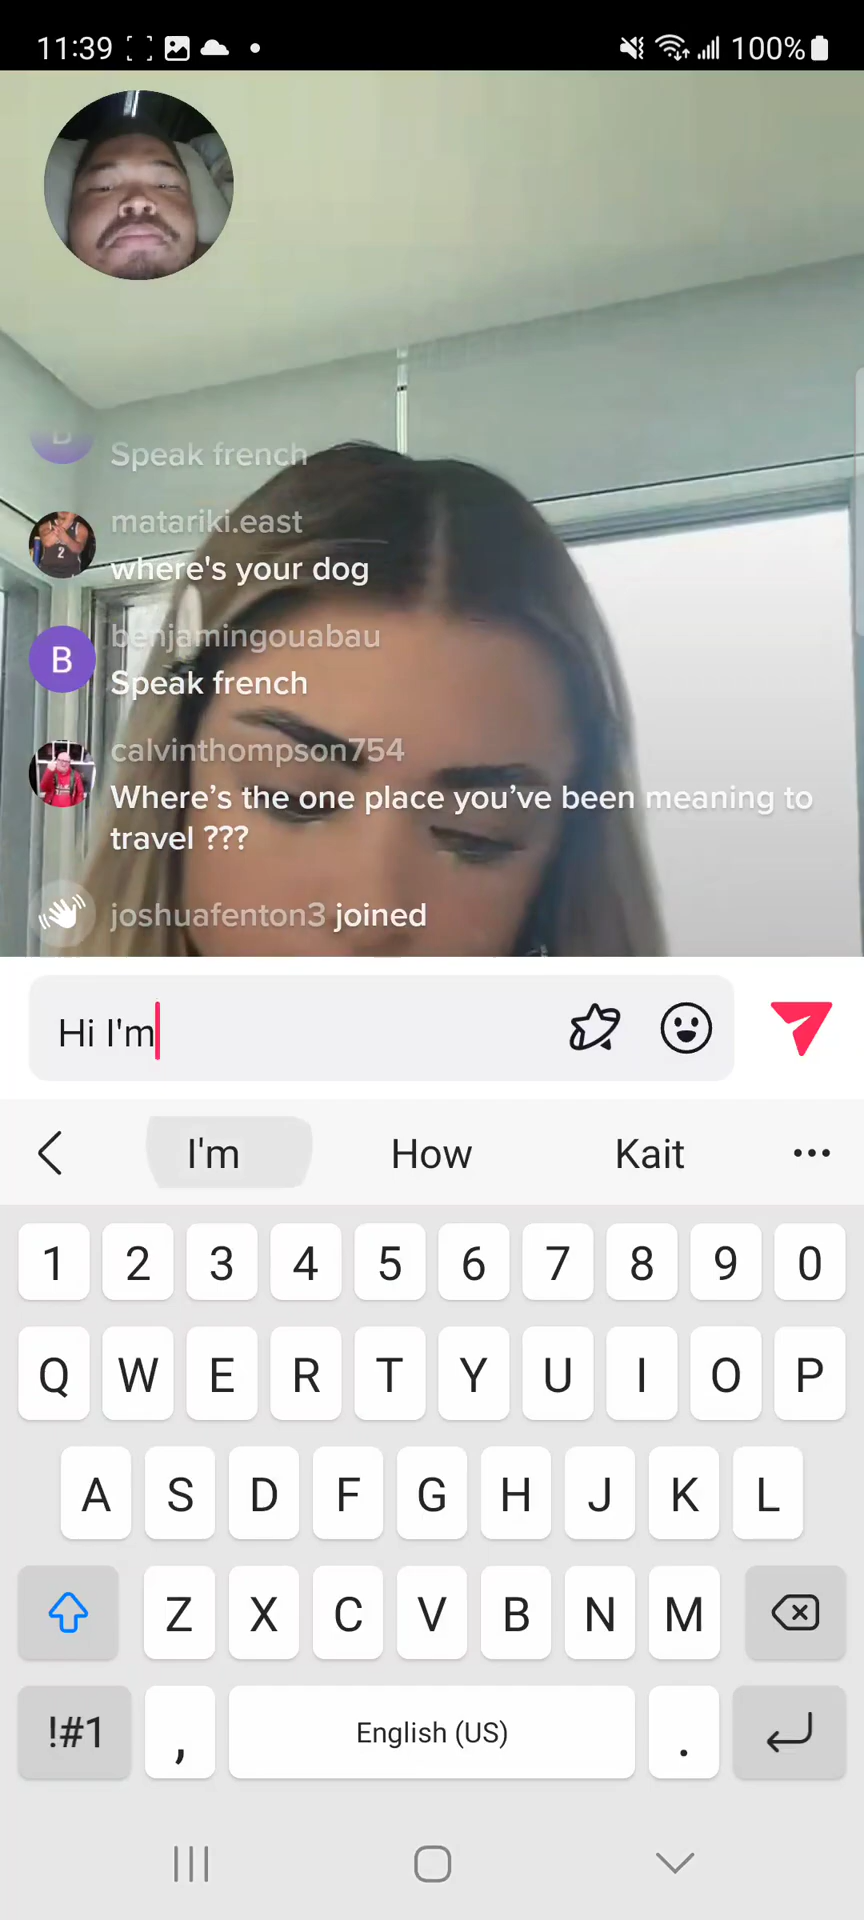 11:39
100%
Speak french
matariki.east
2
where's your dog
benjamingouabau
B
Speak french
calvinthompson754
Where's the one place you've been meaning to
travel ???
joshuafenton3 joined
Hi I'm
I'm How Kait
1 2 3 4 5 6 7 8 9 0
Q W E R T Y U I O P
A S D F G H J K L
Z X C V B N M
!#1 , English (US) .